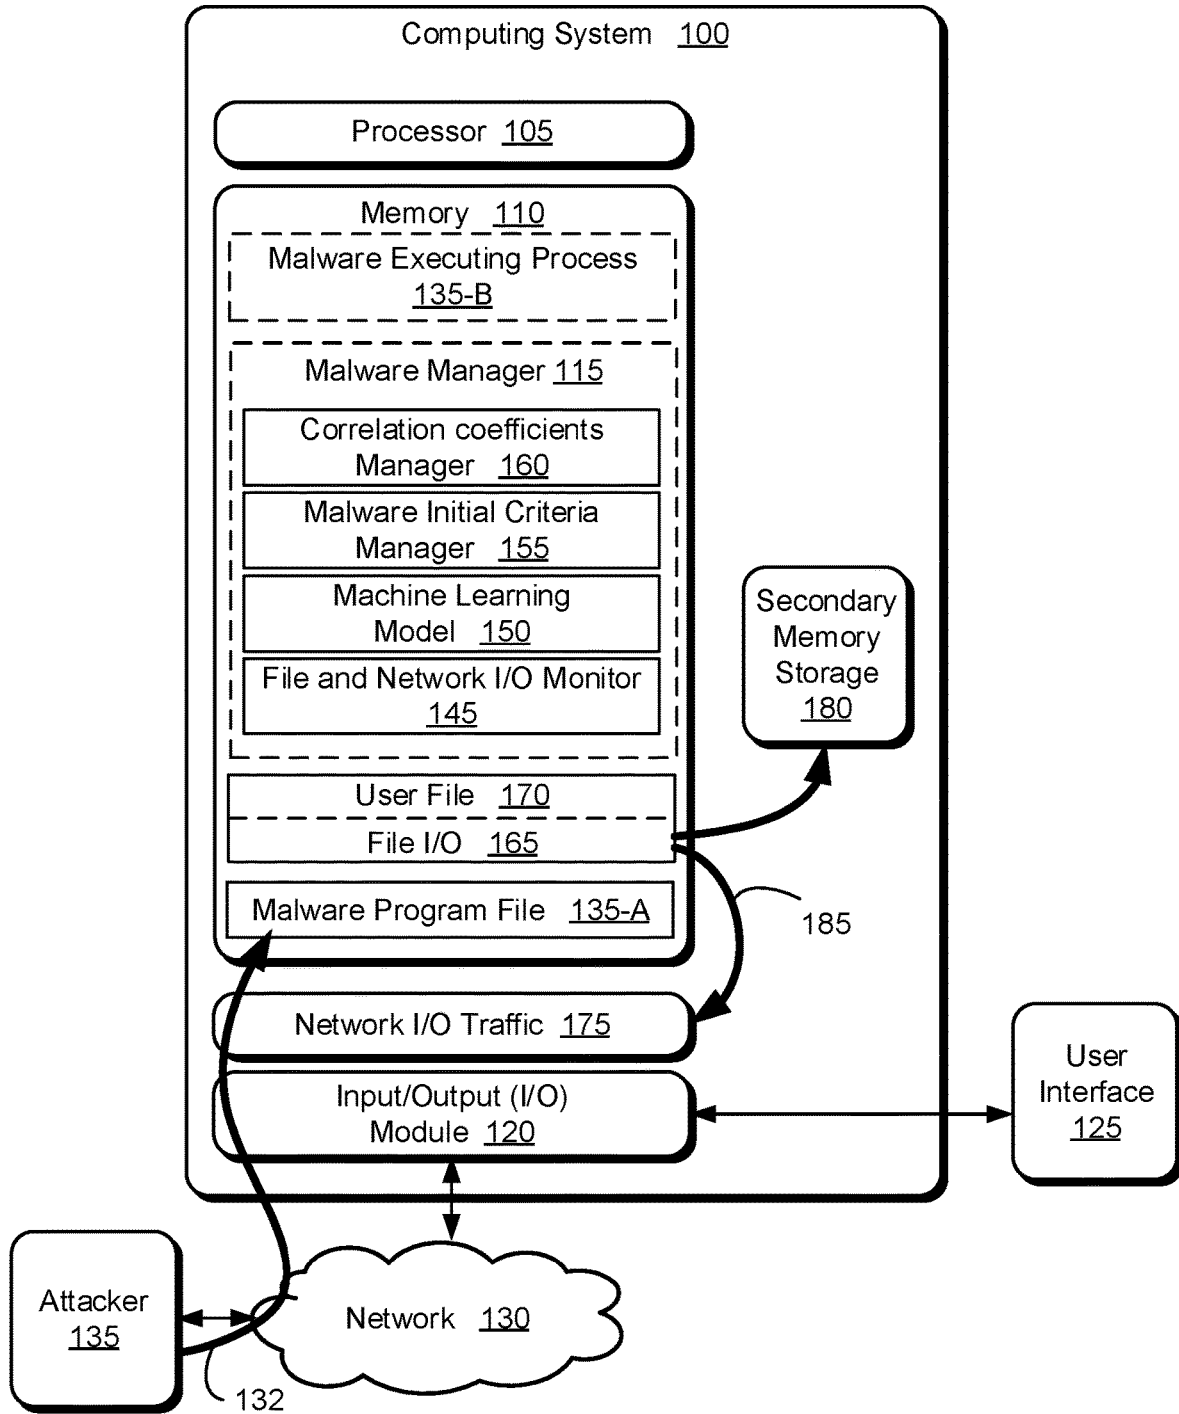 Computing System 100
Processor 105
Memory 110
Malware Executing Process
135-B
Malware Manager 115
Correlation coefficients
Manager 160
Malware Initial Criteria
Manager 155
Machine Learning
Model 150
File and Network I/O Monitor
145
User File 170
File I/O 165
Malware Program File 135-A
Secondary
Memory
Storage
180
185
Network I/O Traffic 175
Input/Output (I/O)
Module 120
User
Interface
125
Attacker
135
Network 130
132